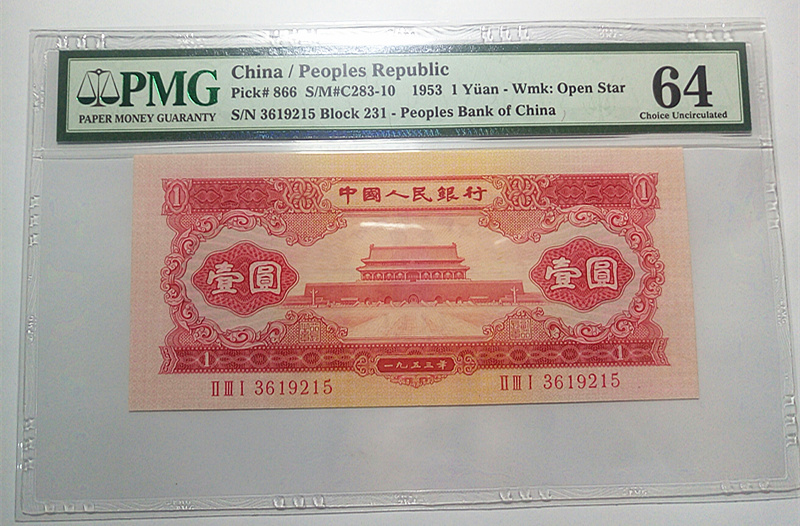 PMG
PAPER MONEY GUARANTY
China / Peoples Republic
Pick# 866 S/M#C283-10 1953 1 Yüan - Wmk: Open Star
S/N 3619215 Block 231 - Peoples Bank of China
64
Choice Uncirculated
1 中國人民銀行 1
壹圓 壹圓
1 一九五三年 1
II III I 3619215 II III I 3619215